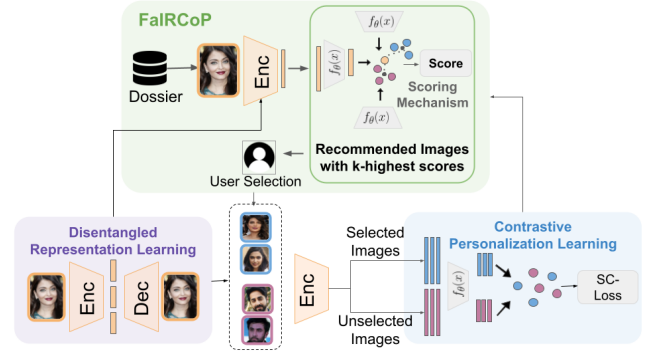 FaIRCoP
Dossier
Enc
fθ(x)
fθ(x)
fθ(x)
Score
Scoring
Mechanism
Recommended Images
with k-highest scores
User Selection
Disentangled
Representation Learning
Enc
Dec
Enc
Selected
Images
Unselected
Images
Contrastive
Personalization Learning
fθ(x)
SC-
Loss